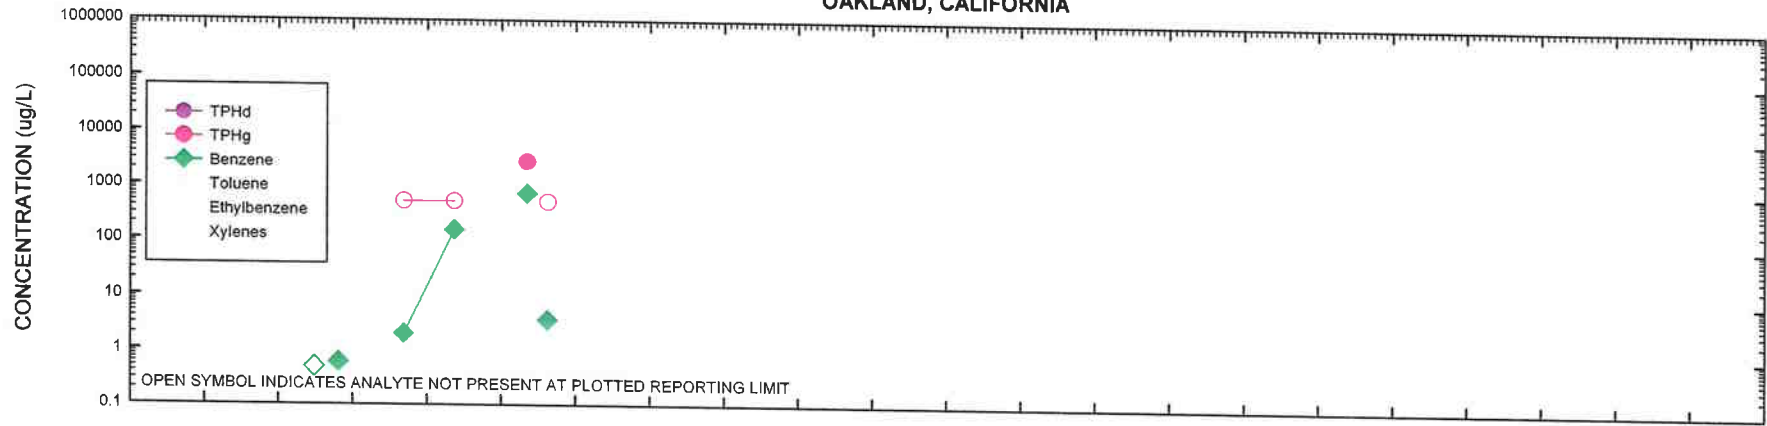 OAKLAND, CALIFORNIA
1000000
100000
10000
1000
100
10
1
0.1
CONCENTRATION (ug/L)
TPHd
TPHg
Benzene
Toluene
Ethylbenzene
Xylenes
OPEN SYMBOL INDICATES ANALYTE NOT PRESENT AT PLOTTED REPORTING LIMIT